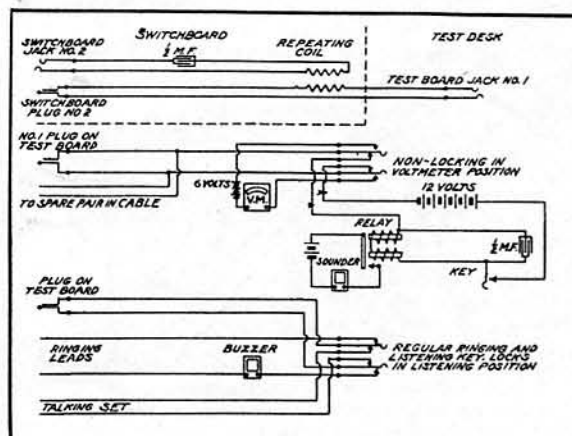 SWITCHBOARD
JACK NO.2
SWITCHBOARD
½ M.F.
REPEATING
COIL
TEST DESK
TEST BOARD JACK NO.1
SWITCHBOARD
PLUG NO 2
NO.1 PLUG ON
TEST BOARD
NON-LOCKING IN
VOLTMETER POSITION
6 VOLTS
V.M.
12 VOLTS
TO SPARE PAIR IN CABLE
RELAY
½ M.F.
SOUNDER
KEY
PLUG ON
TEST BOARD
RINGING
LEADS
BUZZER
REGULAR RINGING AND
LISTENING KEY. LOCKS
IN LISTENING POSITION
TALKING SET